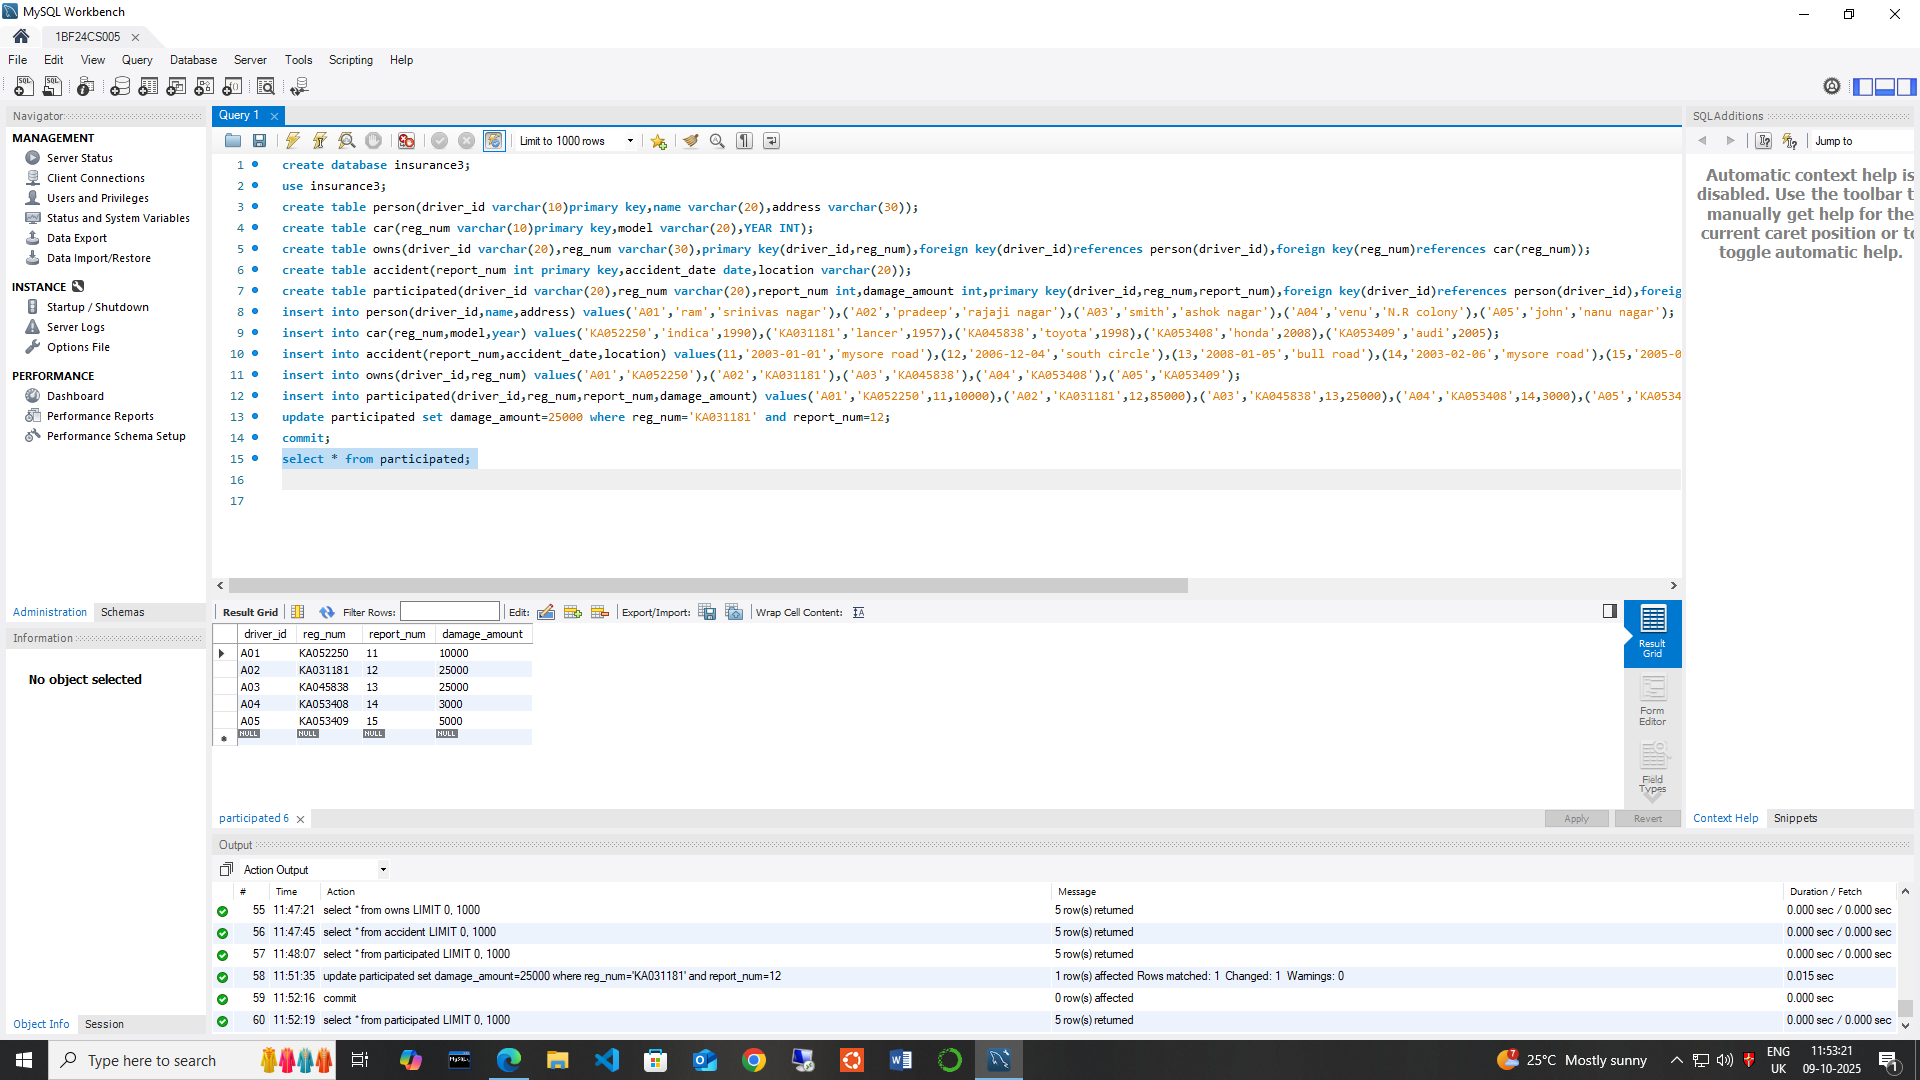 MySQL Workbench
1BF24CS005
File Edit View Query Database Server Tools Scripting Help
Navigator
MANAGEMENT
Server Status
Client Connections
Users and Privileges
Status and System Variables
Data Export
Data Import/Restore
INSTANCE
Startup / Shutdown
Server Logs
Options File
PERFORMANCE
Dashboard
Performance Reports
Performance Schema Setup
Administration Schemas
Information
No object selected
Object Info Session
Query 1
Limit to 1000 rows
1 create database insurance3;
2 use insurance3;
3 create table person(driver_id varchar(10)primary key,name varchar(20),address varchar(30));
4 create table car(reg_num varchar(10)primary key,model varchar(20),YEAR INT);
5 create table owns(driver_id varchar(20),reg_num varchar(30),primary key(driver_id,reg_num),foreign key(driver_id)references person(driver_id),foreign key(reg_num)references car(reg_num));
6 create table accident(report_num int primary key,accident_date date,location varchar(20));
7 create table participated(driver_id varchar(20),reg_num varchar(20),report_num int,damage_amount int,primary key(driver_id,reg_num,report_num),foreign key(driver_id)references person(driver_id),foreig
8 insert into person(driver_id,name,address) values('A01','ram','srinivas nagar'),('A02','pradeep','rajaji nagar'),('A03','smith','ashok nagar'),('A04','venu','N.R colony'),('A05','john','nanu nagar');
9 insert into car(reg_num,model,year) values('KA052250','indica',1990),('KA031181','lancer',1957),('KA045838','toyota',1998),('KA053408','honda',2008),('KA053409','audi',2005);
10 insert into accident(report_num,accident_date,location) values(11,'2003-01-01','mysore road'),(12,'2006-12-04','south circle'),(13,'2008-01-05','bull road'),(14,'2003-02-06','mysore road'),(15,'2005-0
11 insert into owns(driver_id,reg_num) values('A01','KA052250'),('A02','KA031181'),('A03','KA045838'),('A04','KA053408'),('A05','KA053409');
12 insert into participated(driver_id,reg_num,report_num,damage_amount) values('A01','KA052250',11,10000),('A02','KA031181',12,85000),('A03','KA045838',13,25000),('A04','KA053408',14,3000),('A05','KA0534
13 update participated set damage_amount=25000 where reg_num='KA031181' and report_num=12;
14 commit;
15 select * from participated;
16
17
Result Grid Filter Rows: Edit: Export/Import: Wrap Cell Content:
driver_id reg_num report_num damage_amount
A01 KA052250 11 10000
A02 KA031181 12 25000
A03 KA045838 13 25000
A04 KA053408 14 3000
A05 KA053409 15 5000
NULL NULL NULL NULL
Result
Grid
Form
Editor
Field
Types
participated 6
Apply Revert
SQLAdditions
Jump to
Automatic context help is
disabled. Use the toolbar t
manually get help for the
current caret position or to
toggle automatic help.
Context Help Snippets
Output
Action Output
# Time Action Message Duration / Fetch
55 11:47:21 select * from owns LIMIT 0, 1000 5 row(s) returned 0.000 sec / 0.000 sec
56 11:47:45 select * from accident LIMIT 0, 1000 5 row(s) returned 0.000 sec / 0.000 sec
57 11:48:07 select * from participated LIMIT 0, 1000 5 row(s) returned 0.000 sec / 0.000 sec
58 11:51:35 update participated set damage_amount=25000 where reg_num='KA031181' and report_num=12 1 row(s) affected Rows matched: 1 Changed: 1 Warnings: 0 0.015 sec
59 11:52:16 commit 0 row(s) affected 0.000 sec
60 11:52:19 select * from participated LIMIT 0, 1000 5 row(s) returned 0.000 sec / 0.000 sec
Type here to search
25°C Mostly sunny
ENG
UK
11:53:21
09-10-2025